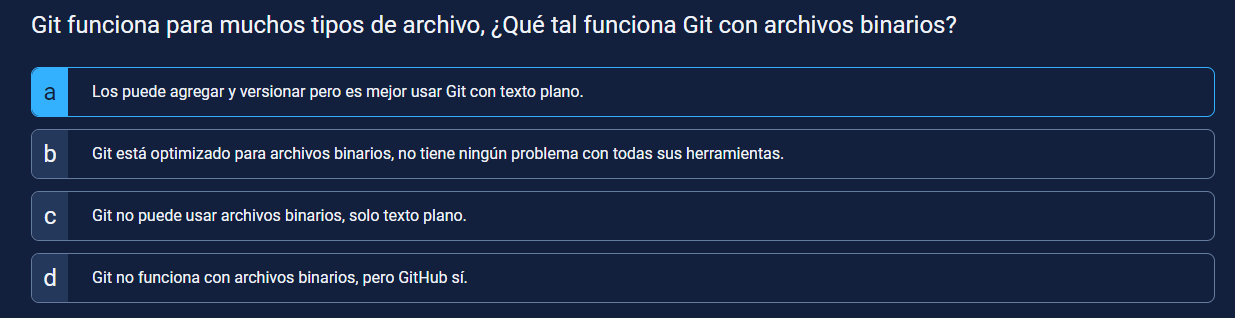 Git funciona para muchos tipos de archivo, ¿Qué tal funciona Git con archivos binarios?
a Los puede agregar y versionar pero es mejor usar Git con texto plano.
b Git está optimizado para archivos binarios, no tiene ningún problema con todas sus herramientas.
c Git no puede usar archivos binarios, solo texto plano.
d Git no funciona con archivos binarios, pero GitHub sí.